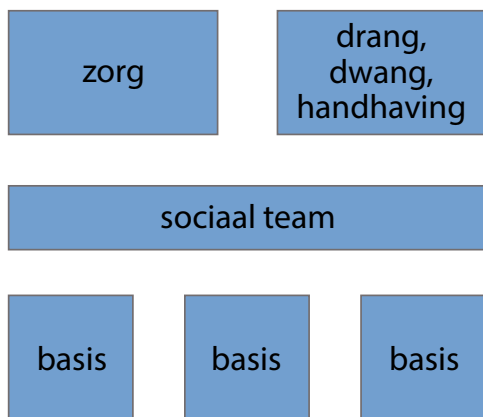 zorg
drang,
dwang,
handhaving
sociaal team
basis
basis
basis